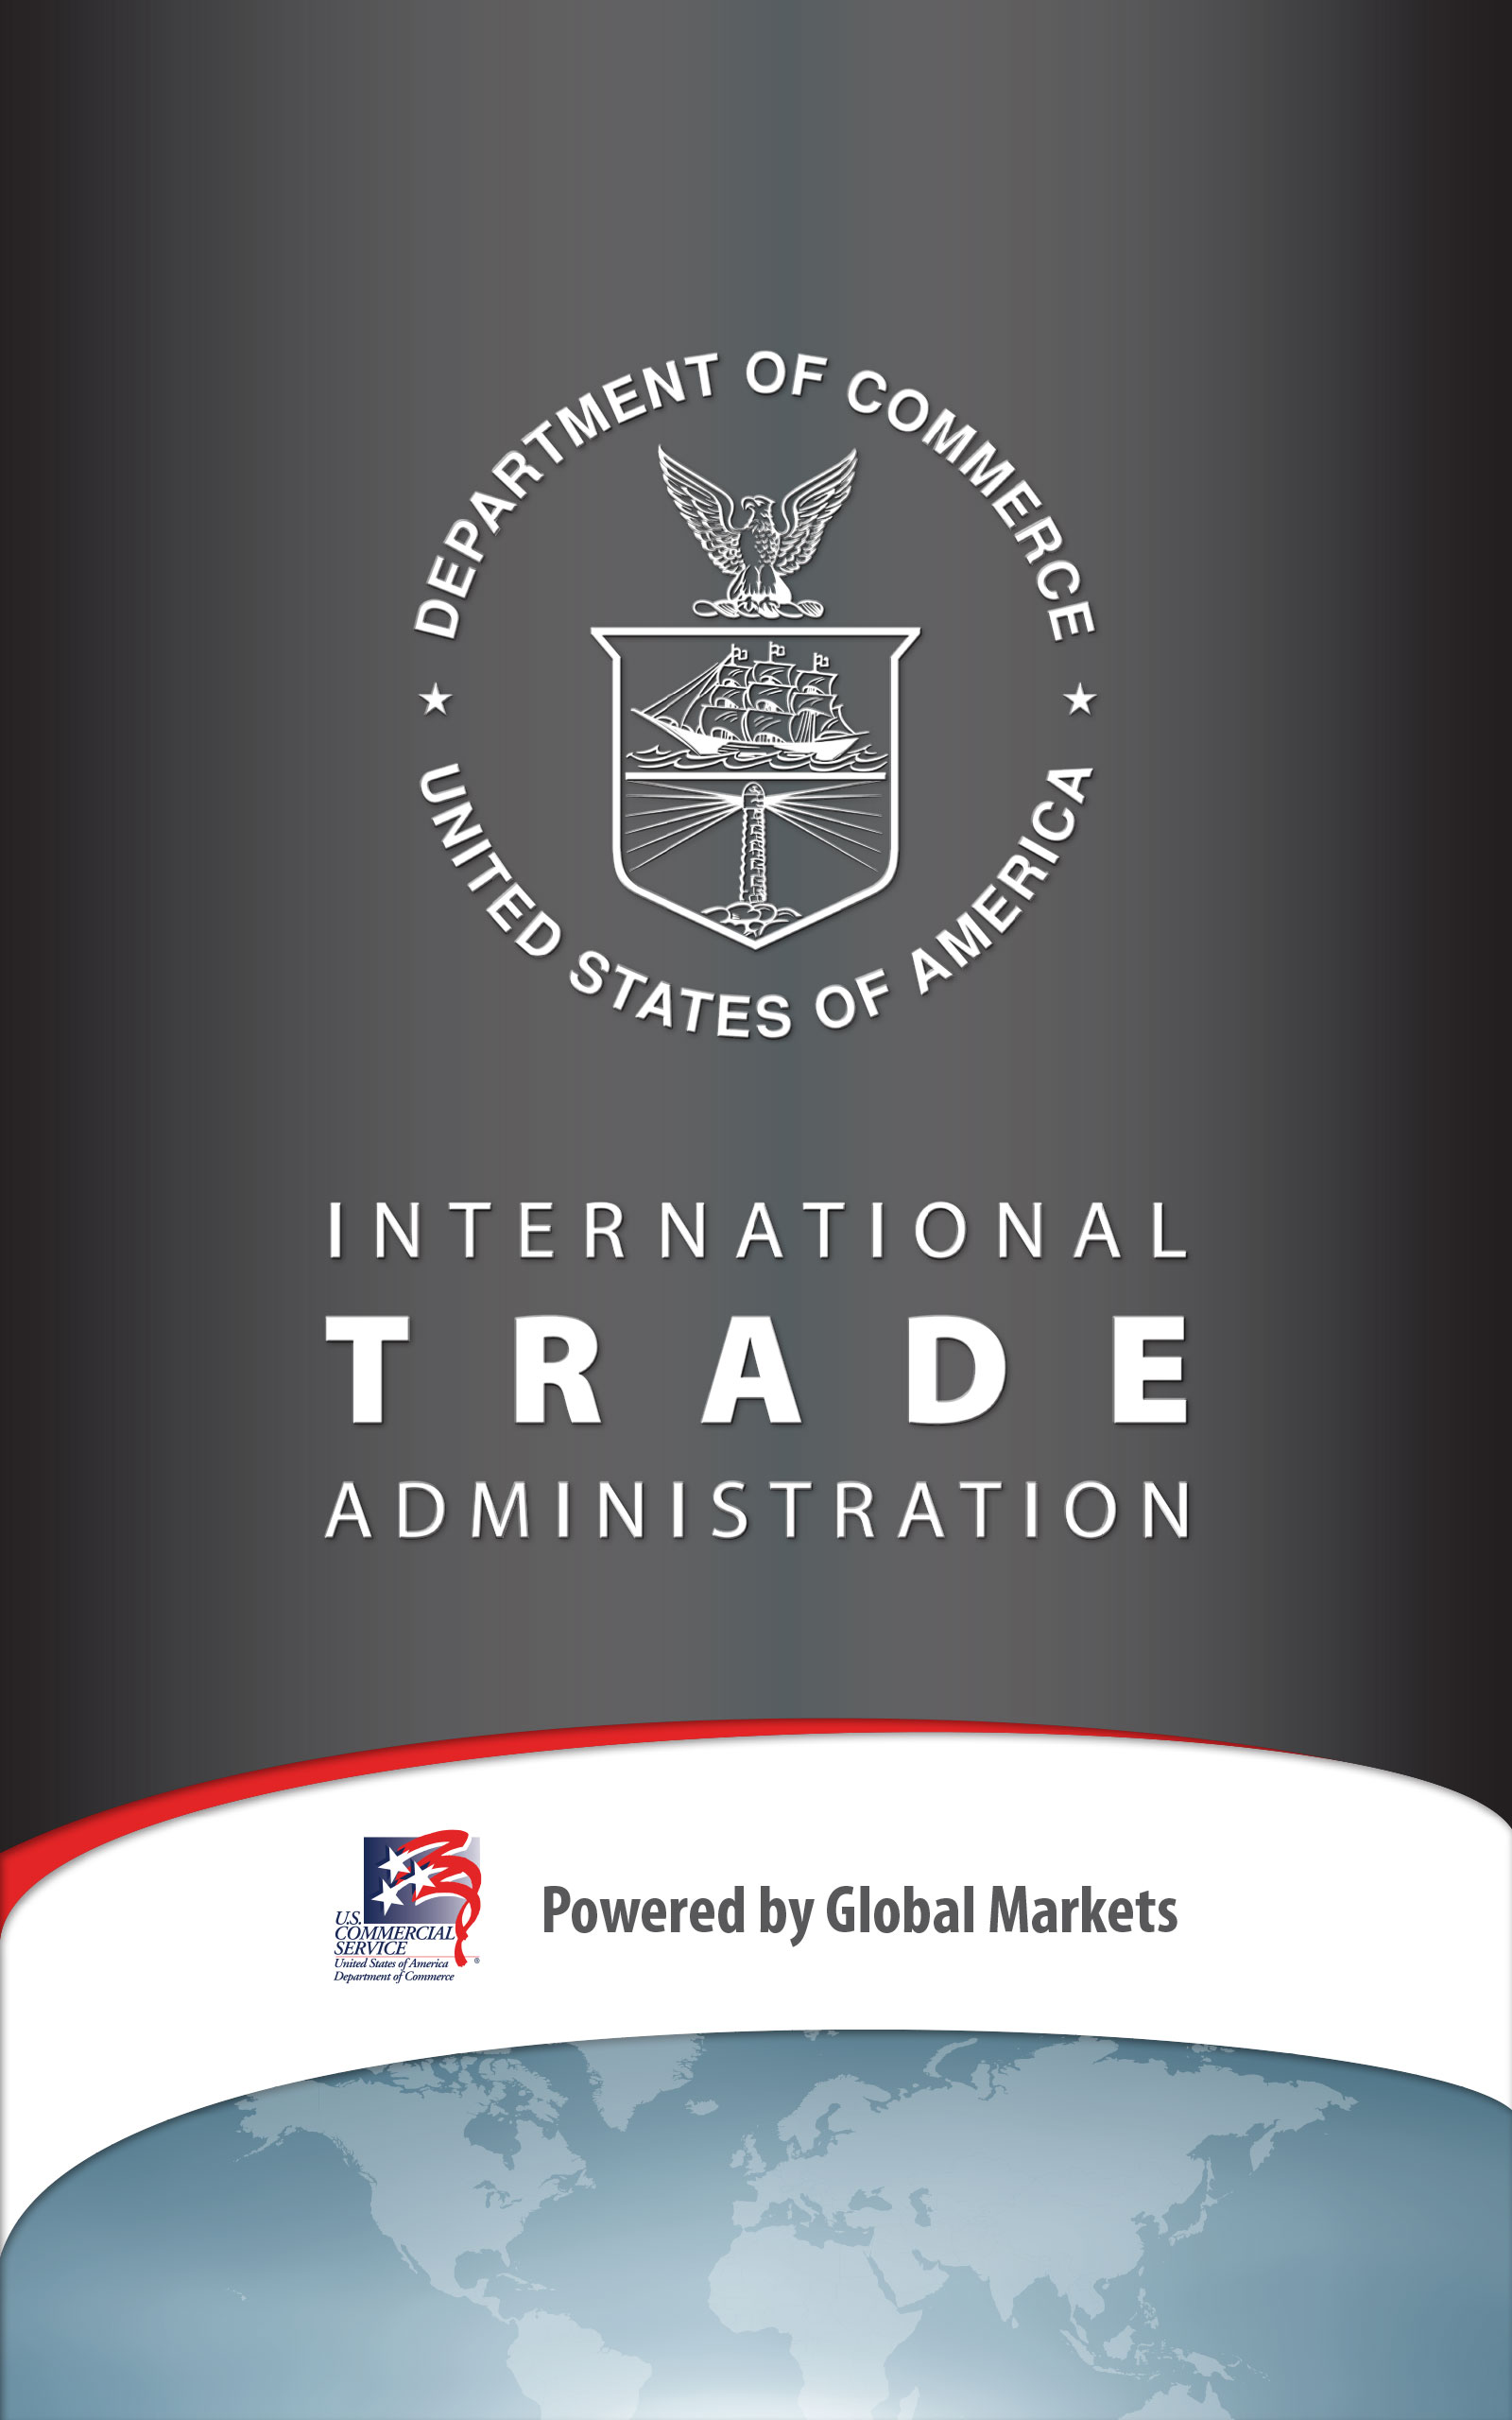 DEPARTMENT OF COMMERCE
UNITED STATES OF AMERICA
INTERNATIONAL
TRADE
ADMINISTRATION
U.S.
COMMERCIAL
SERVICE
United States of America
Department of Commerce
®
Powered by Global Markets